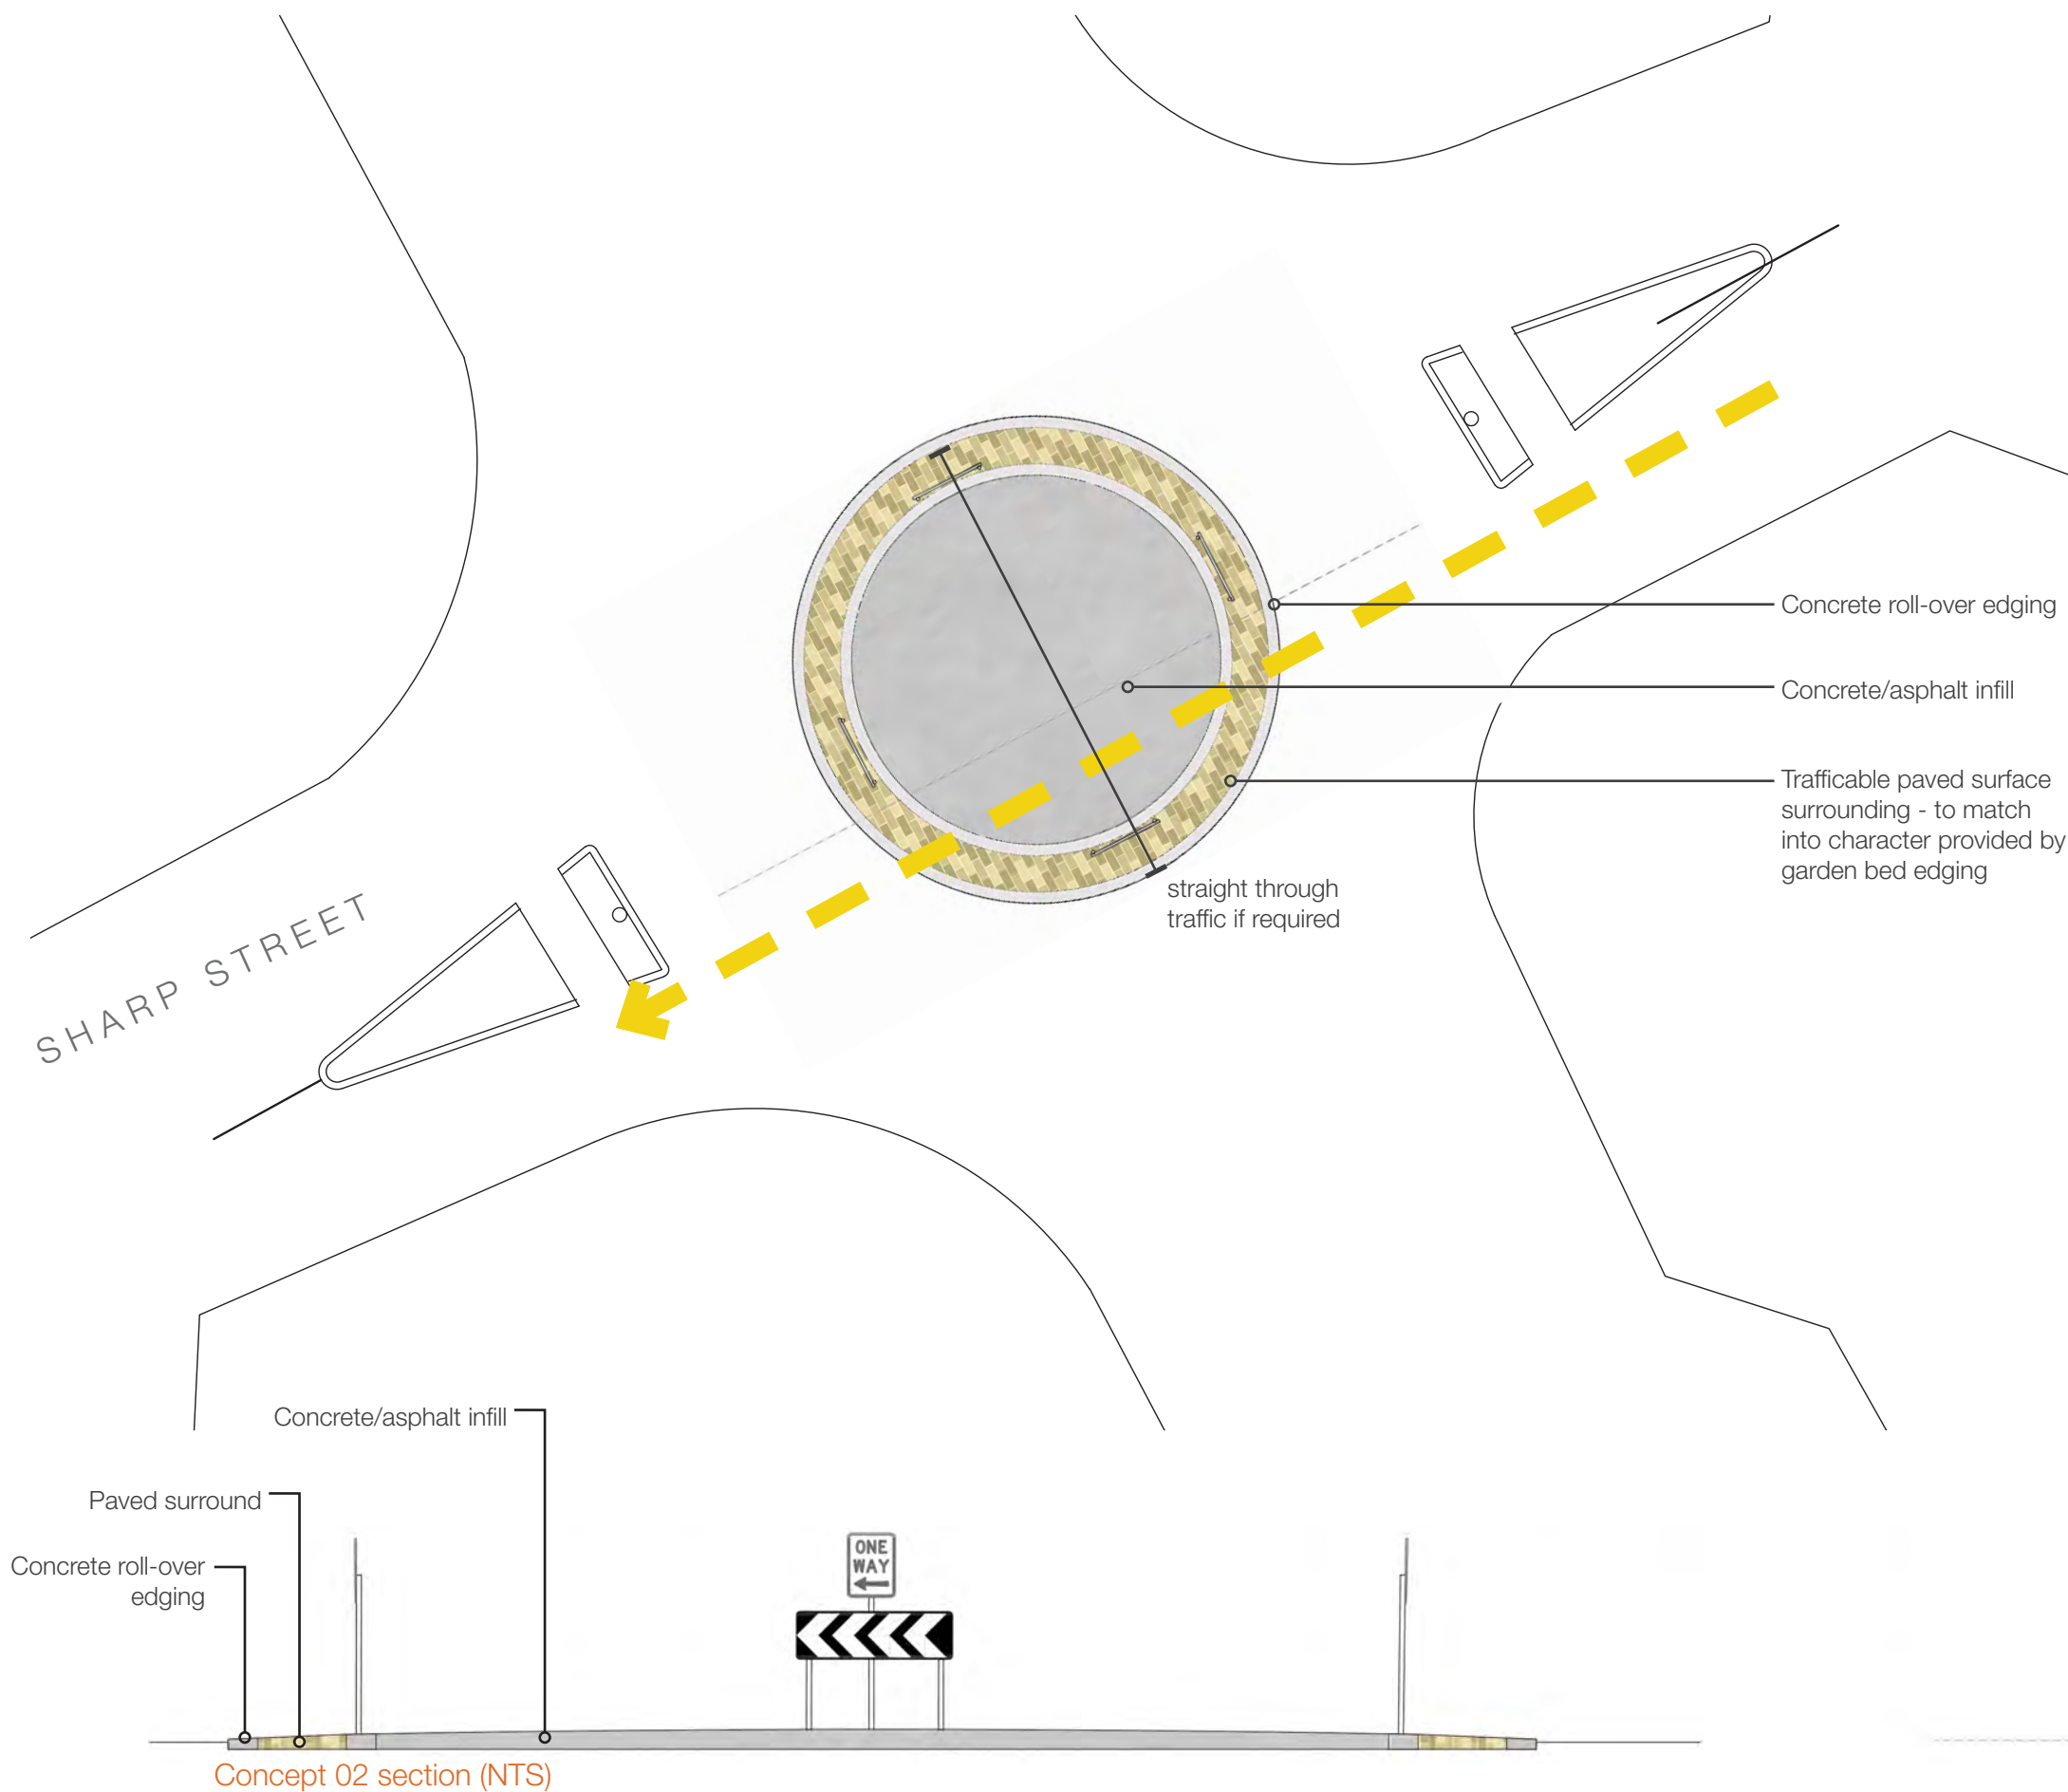 Concrete roll-over edging
Concrete/asphalt infill
Trafficable paved surface
surrounding - to match
into character provided by
garden bed edging
straight through
traffic if required
SHARP STREET
Concrete/asphalt infill
Paved surround
Concrete roll-over
edging
ONE
WAY
Concept 02 section (NTS)